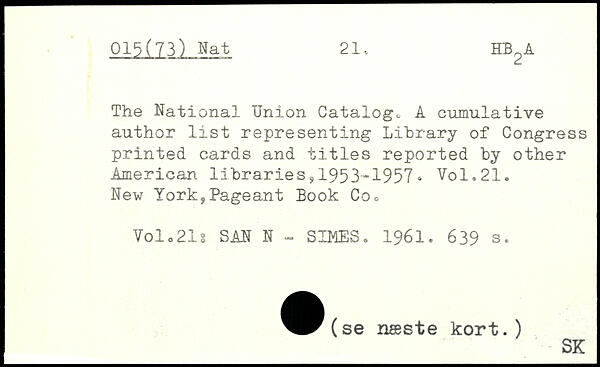 015(73) Nat 21. HB2A
The National Union Catalog. A cumulative
author list representing Library of Congress
printed cards and titles reported by other
American libraries,1953-1957. Vol.21.
New York,Pageant Book Co.
Vol.21: SAN N - SIMES. 1961. 639 s.
(se næste kort.)
SK